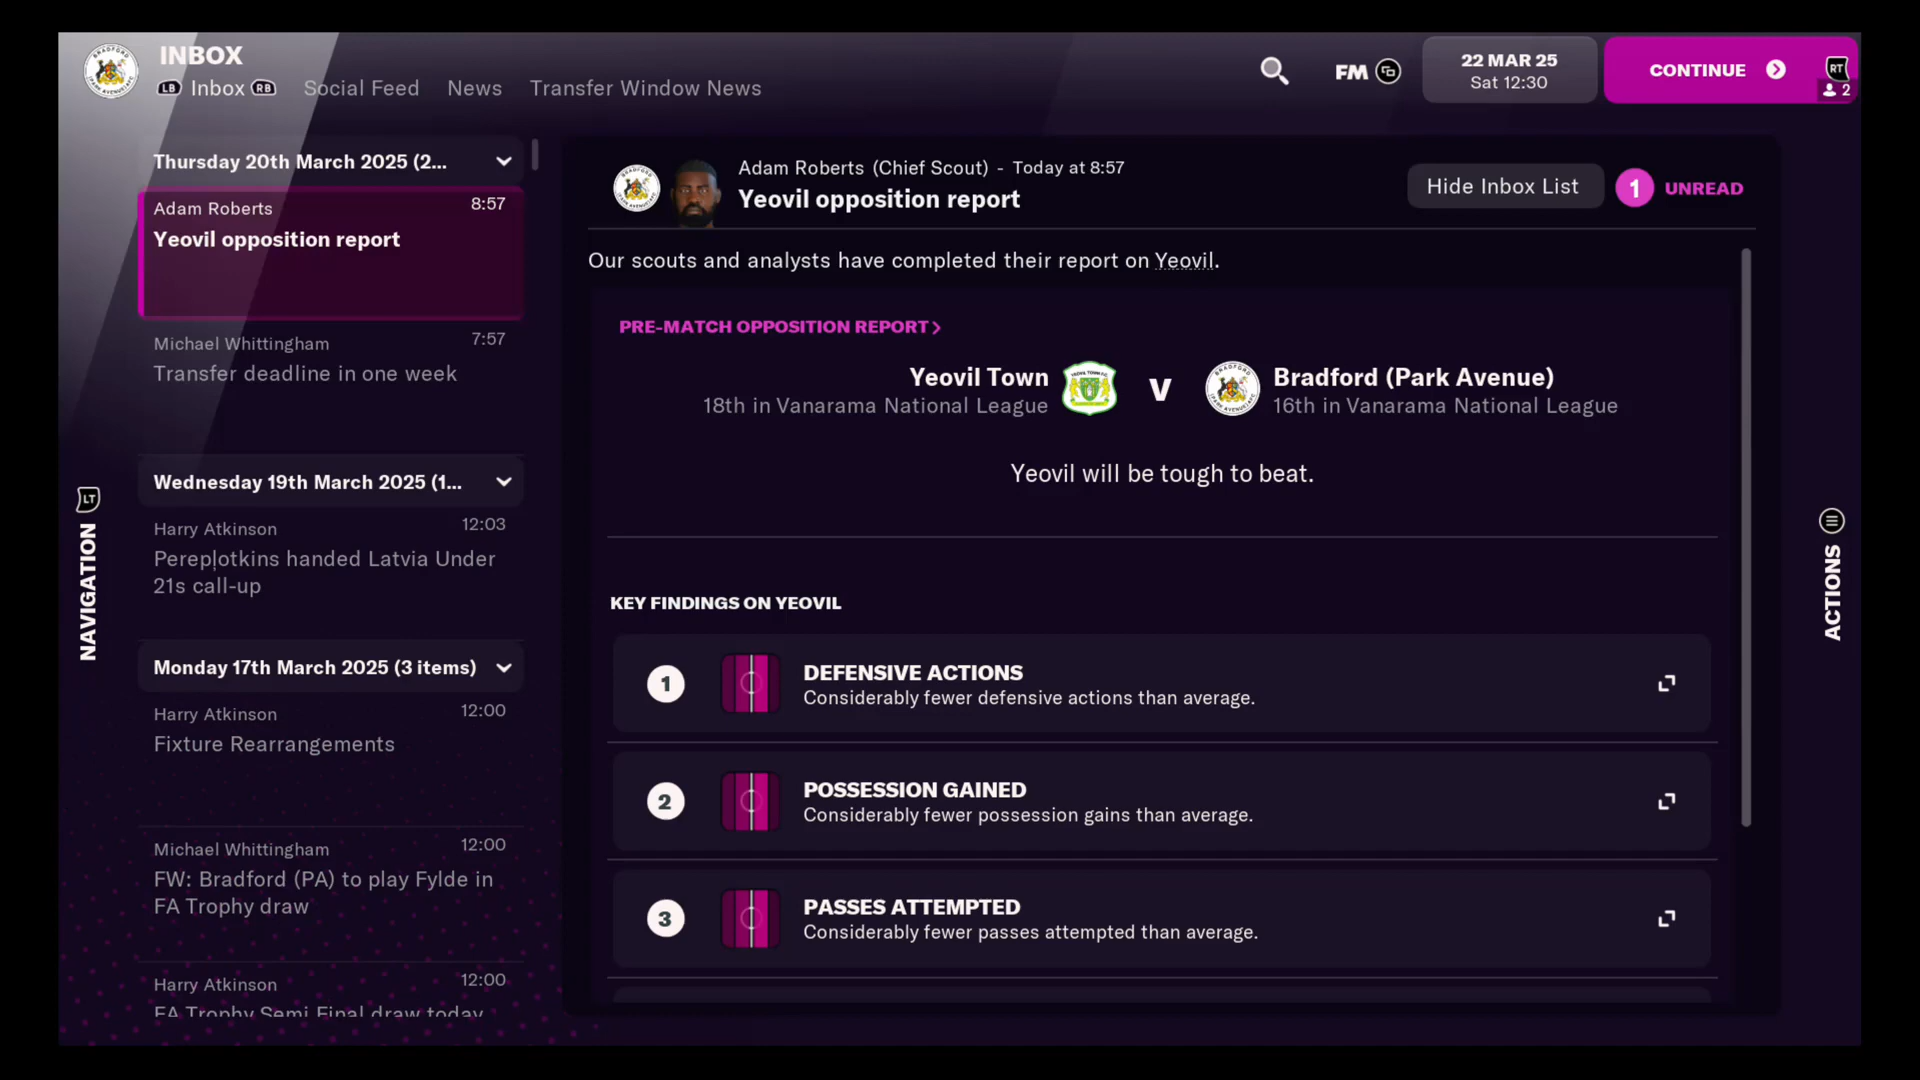 INBOX
LB Inbox RB Social Feed News Transfer Window News
FM
22 MAR 25
Sat 12:30
CONTINUE
RT
2
Thursday 20th March 2025 (2...
Adam Roberts 8:57
Yeovil opposition report
Michael Whittingham 7:57
Transfer deadline in one week
Wednesday 19th March 2025 (1...
Harry Atkinson 12:03
Pereplotkins handed Latvia Under
21s call-up
Monday 17th March 2025 (3 items)
Harry Atkinson 12:00
Fixture Rearrangements
Michael Whittingham 12:00
FW: Bradford (PA) to play Fylde in
FA Trophy draw
Harry Atkinson 12:00
FA Trophy Semi Final draw today
LT
NAVIGATION
Adam Roberts (Chief Scout) - Today at 8:57
Yeovil opposition report
Hide Inbox List
1 UNREAD
Our scouts and analysts have completed their report on Yeovil.
PRE-MATCH OPPOSITION REPORT
Yeovil Town
18th in Vanarama National League
V
Bradford (Park Avenue)
16th in Vanarama National League
Yeovil will be tough to beat.
KEY FINDINGS ON YEOVIL
1
DEFENSIVE ACTIONS
Considerably fewer defensive actions than average.
2
POSSESSION GAINED
Considerably fewer possession gains than average.
3
PASSES ATTEMPTED
Considerably fewer passes attempted than average.
ACTIONS